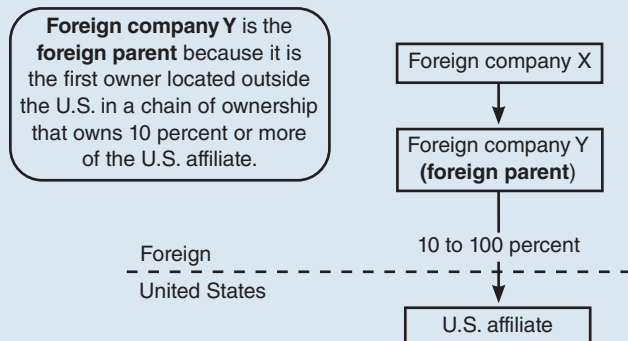 Foreign company Y is the
foreign parent because it is
the first owner located outside
the U.S. in a chain of ownership
that owns 10 percent or more
of the U.S. affiliate.
Foreign company X
Foreign company Y
(foreign parent)
10 to 100 percent
Foreign
United States
U.S. affiliate